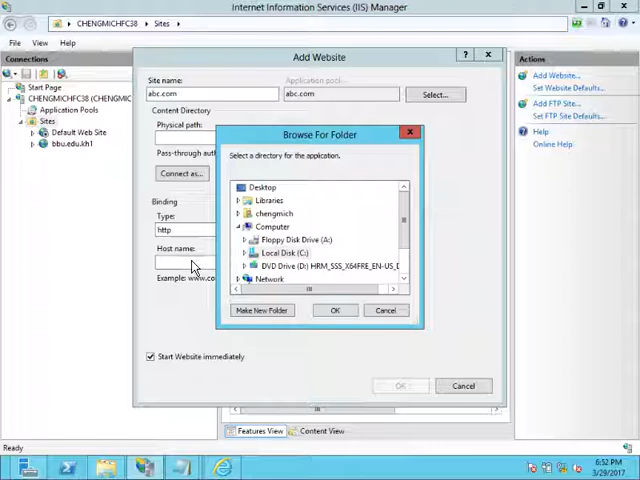 Internet Information Services (IIS) Manager
CHENGMICHFC38
Sites
File View Help
Connections
Start Page
CHENGMICHFC38 (CHENGMICH
Application Pools
Sites
Default Web Site
bbu.edu.kh1
Add Website
?
Site name:
Application pool:
abc.com
abc.com
Select...
Content Directory
Physical path:
Pass-through aut
Connect as...
Binding
Type:
http
Host name:
Example: www.co
Start Website immediately
OK
Cancel
Browse For Folder
Select a directory for the application.
Desktop
Libraries
chengmich
Computer
Floppy Disk Drive (A:)
Local Disk (C:)
DVD Drive (D:) HRM_SSS_X64FRE_EN-US_D
Network
Make New Folder
OK
Cancel
Actions
Add Website...
Set Website Defaults...
Add FTP Site...
Set FTP Site Defaults...
Help
Online Help
Features View
Content View
Ready
6:52 PM
3/29/2017